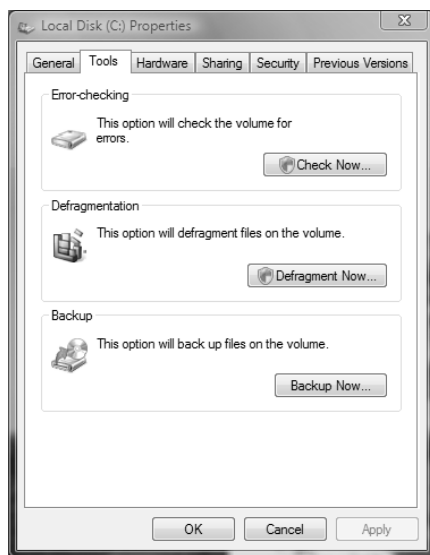 Local Disk (C:) Properties
General Tools Hardware Sharing Security Previous Versions
Error-checking
This option will check the volume for
errors.
Check Now...
Defragmentation
This option will defragment files on the volume.
Defragment Now...
Backup
This option will back up files on the volume.
Backup Now...
OK Cancel Apply